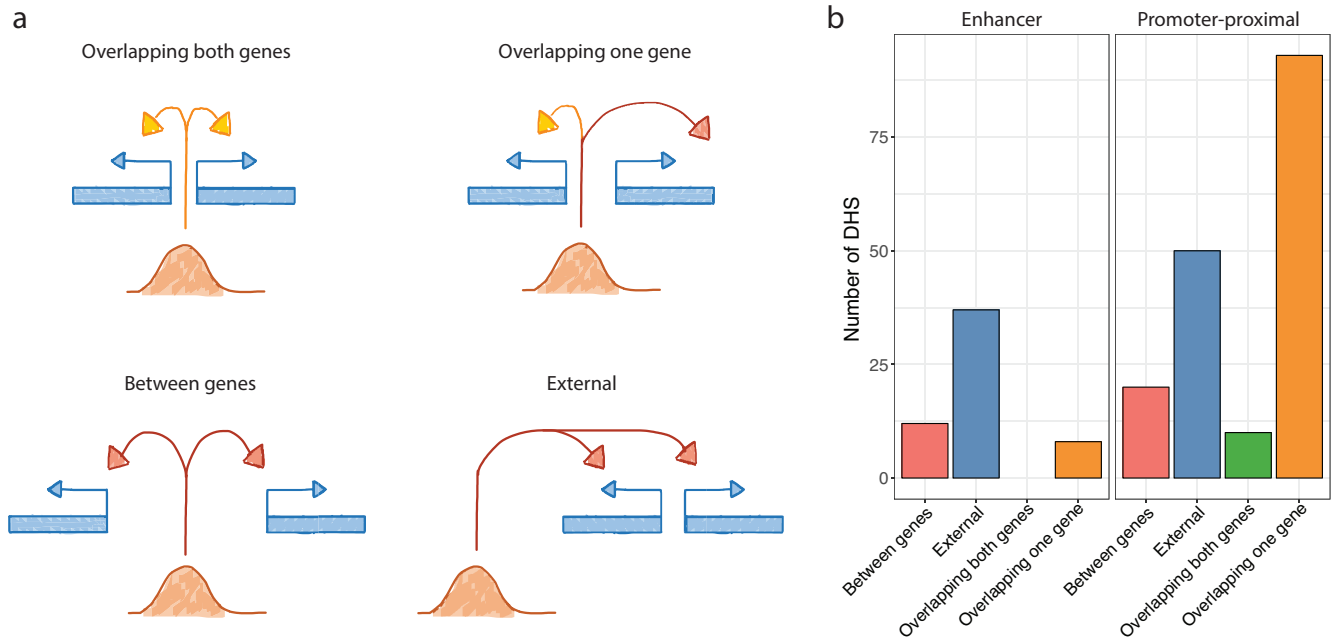 a
Overlapping both genes
Overlapping one gene
Between genes
External
b
Enhancer
Promoter-proximal
Number of DHS
75
50
25
0
Between genes
External
Overlapping both genes
Overlapping one gene
Between genes
External
Overlapping both genes
Overlapping one gene